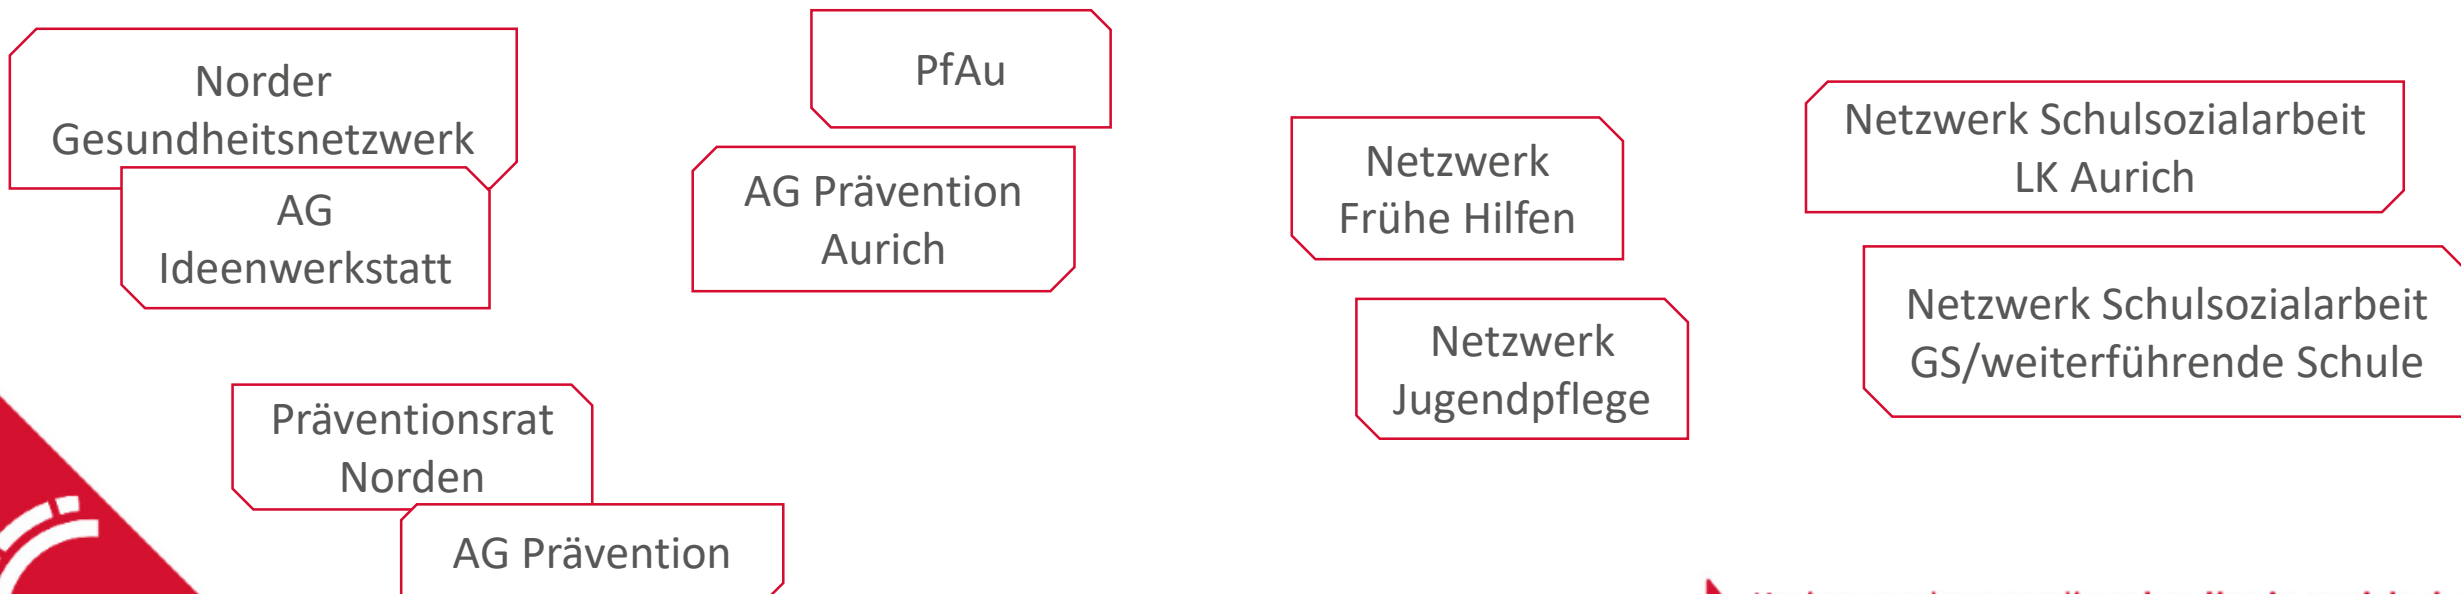 Norder
Gesundheitsnetzwerk
AG
Ideenwerkstatt
PfAu
AG Prävention
Aurich
Netzwerk
Frühe Hilfen
Netzwerk Schulsozialarbeit
LK Aurich
Netzwerk
Jugendpflege
Netzwerk Schulsozialarbeit
GS/weiterführende Schule
Präventionsrat
Norden
AG Prävention